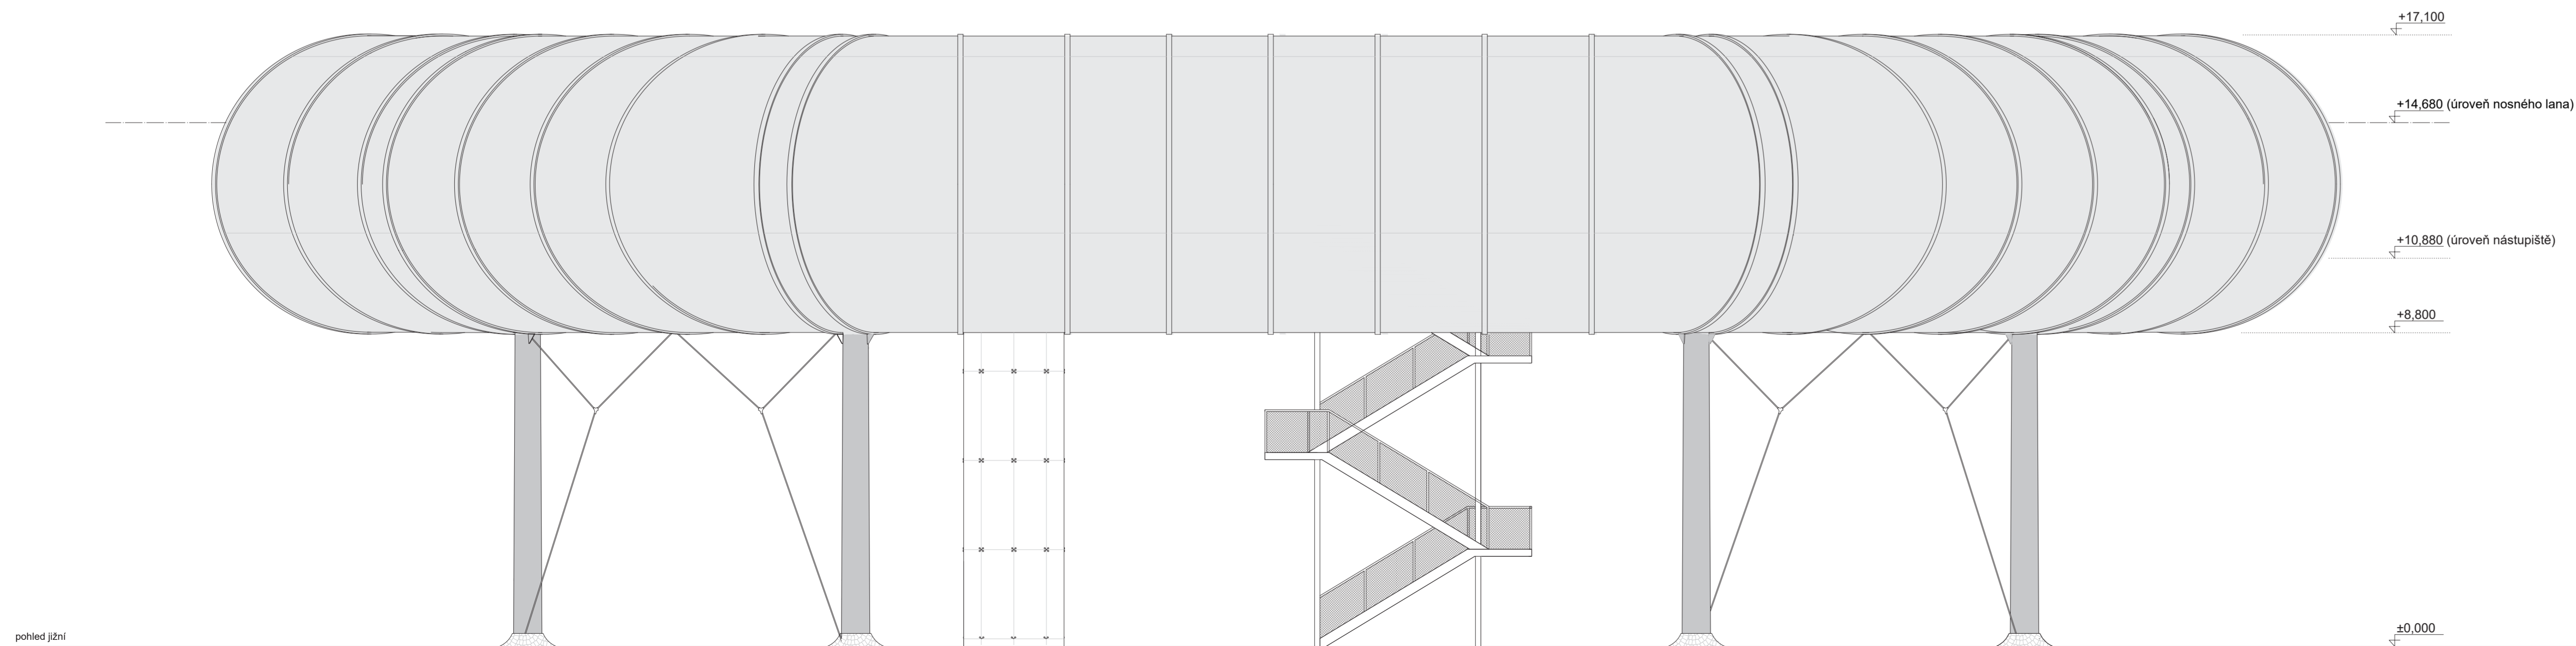 +17,100
+14,680 (úroveň nosného lana)
+10,880 (úroveň nástupiště)
+8,800
±0,000
pohled jižní